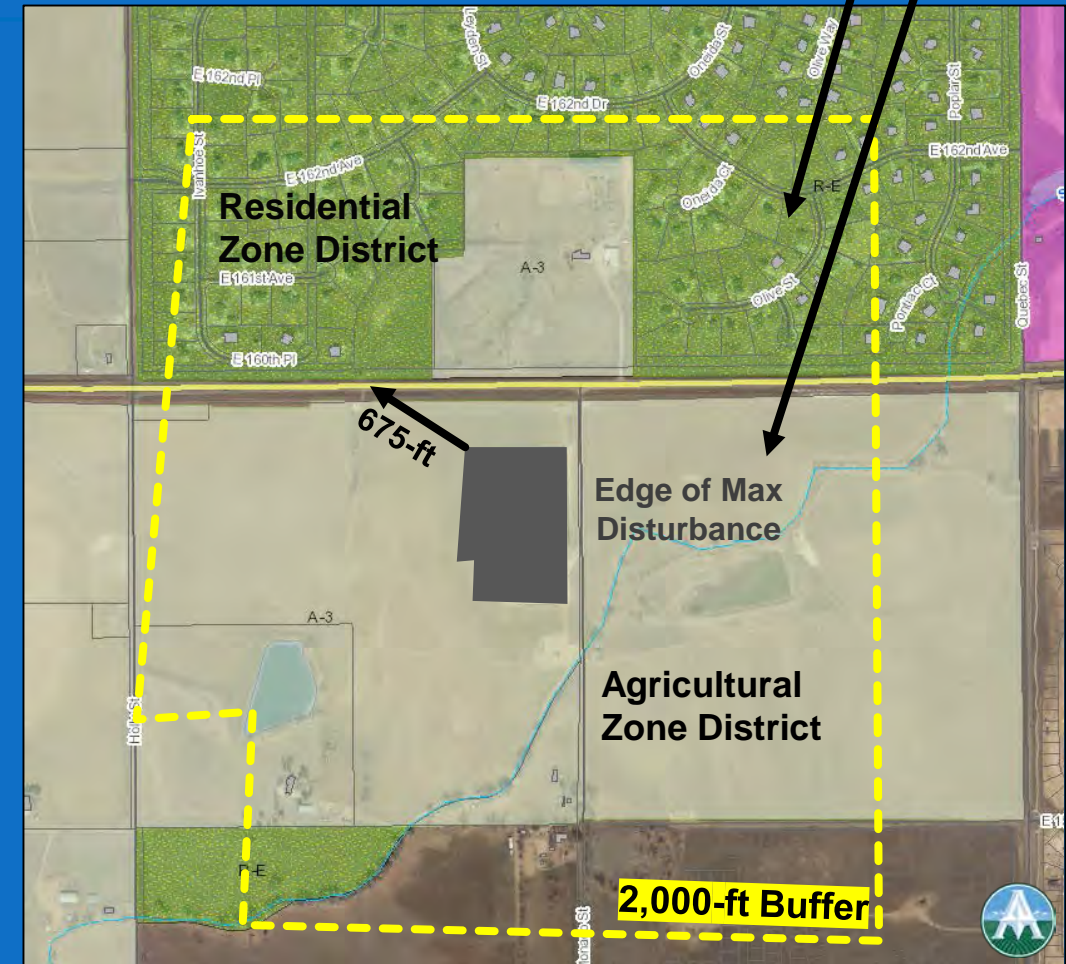 Leyden St
Oneida St
Olive Way
E 162nd Pl
Poplar St
E 162nd Dr
Ivanhoe St
E 162nd Ave
E 162nd Ave
R-E
Oneida Ct
Residential
Zone District
A-3
E 161st Ave
Olive St
Pontiac Ct
Quebec St
E 160th Pl
675-ft
Edge of Max
Disturbance
A-3
Agricultural
Zone District
R-E
2,000-ft Buffer